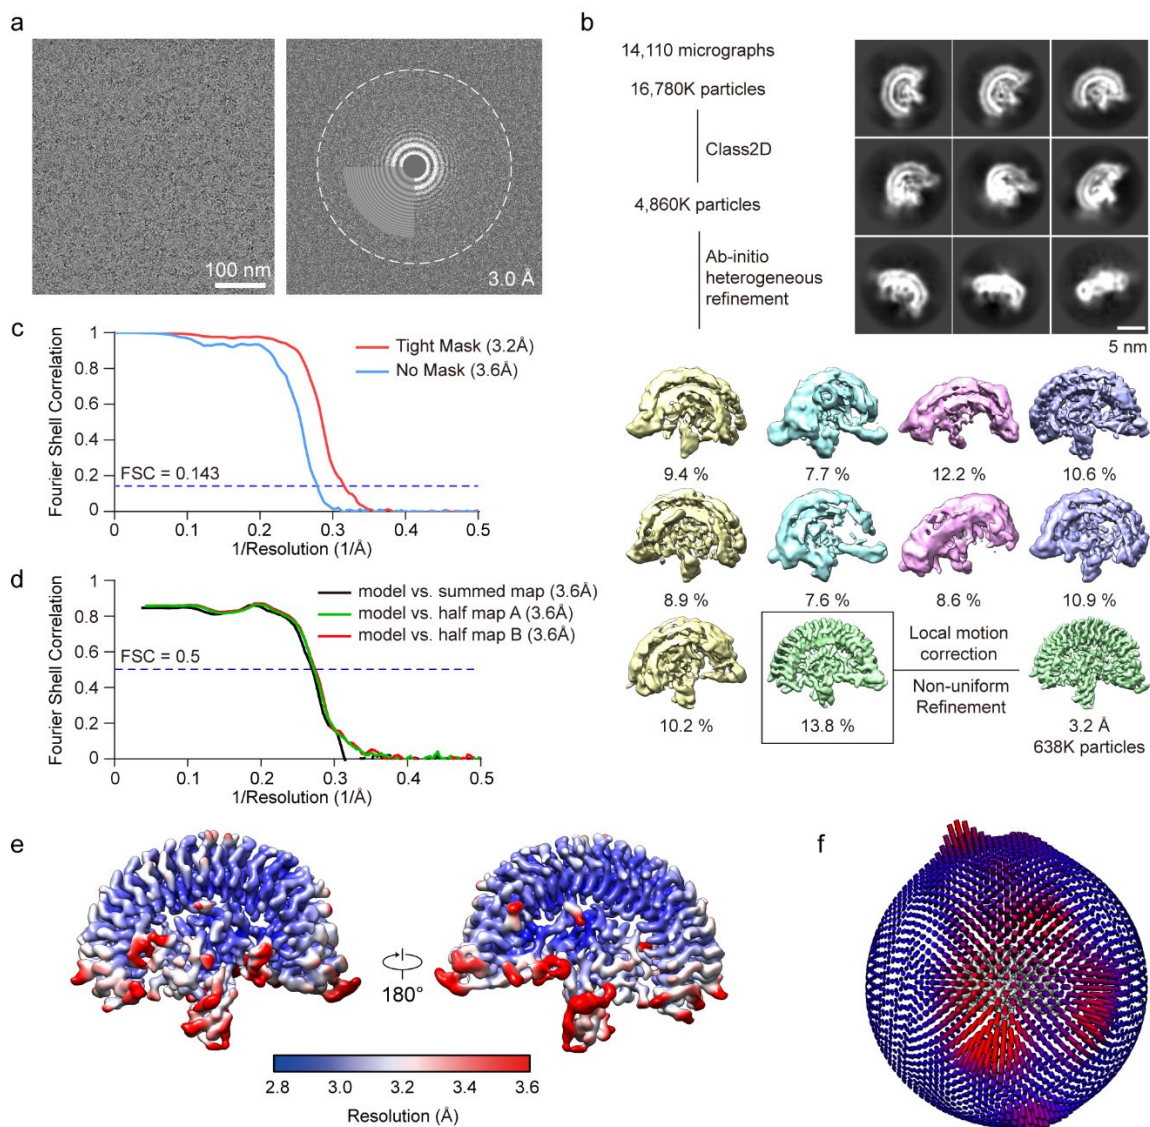 a
100 nm
3.0 Å
b
14,110 micrographs
16,780K particles
Class2D
4,860K particles
Ab-initio
heterogeneous
refinement
5 nm
9.4 %
7.7 %
12.2 %
10.6 %
8.9 %
7.6 %
8.6 %
10.9 %
10.2 %
13.8 %
Local motion
correction
Non-uniform
Refinement
3.2 Å
638K particles
c
Fourier Shell Correlation
1
0.8
0.6
0.4
0.2
0
Tight Mask (3.2Å)
No Mask (3.6Å)
FSC = 0.143
0
0.1
0.2
0.3
0.4
0.5
1/Resolution (1/Å)
d
Fourier Shell Correlation
1
0.8
0.6
0.4
0.2
0
model vs. summed map (3.6Å)
model vs. half map A (3.6Å)
model vs. half map B (3.6Å)
FSC = 0.5
0
0.1
0.2
0.3
0.4
0.5
1/Resolution (1/Å)
e
180°
2.8
3.0
3.2
3.4
3.6
Resolution (Å)
f